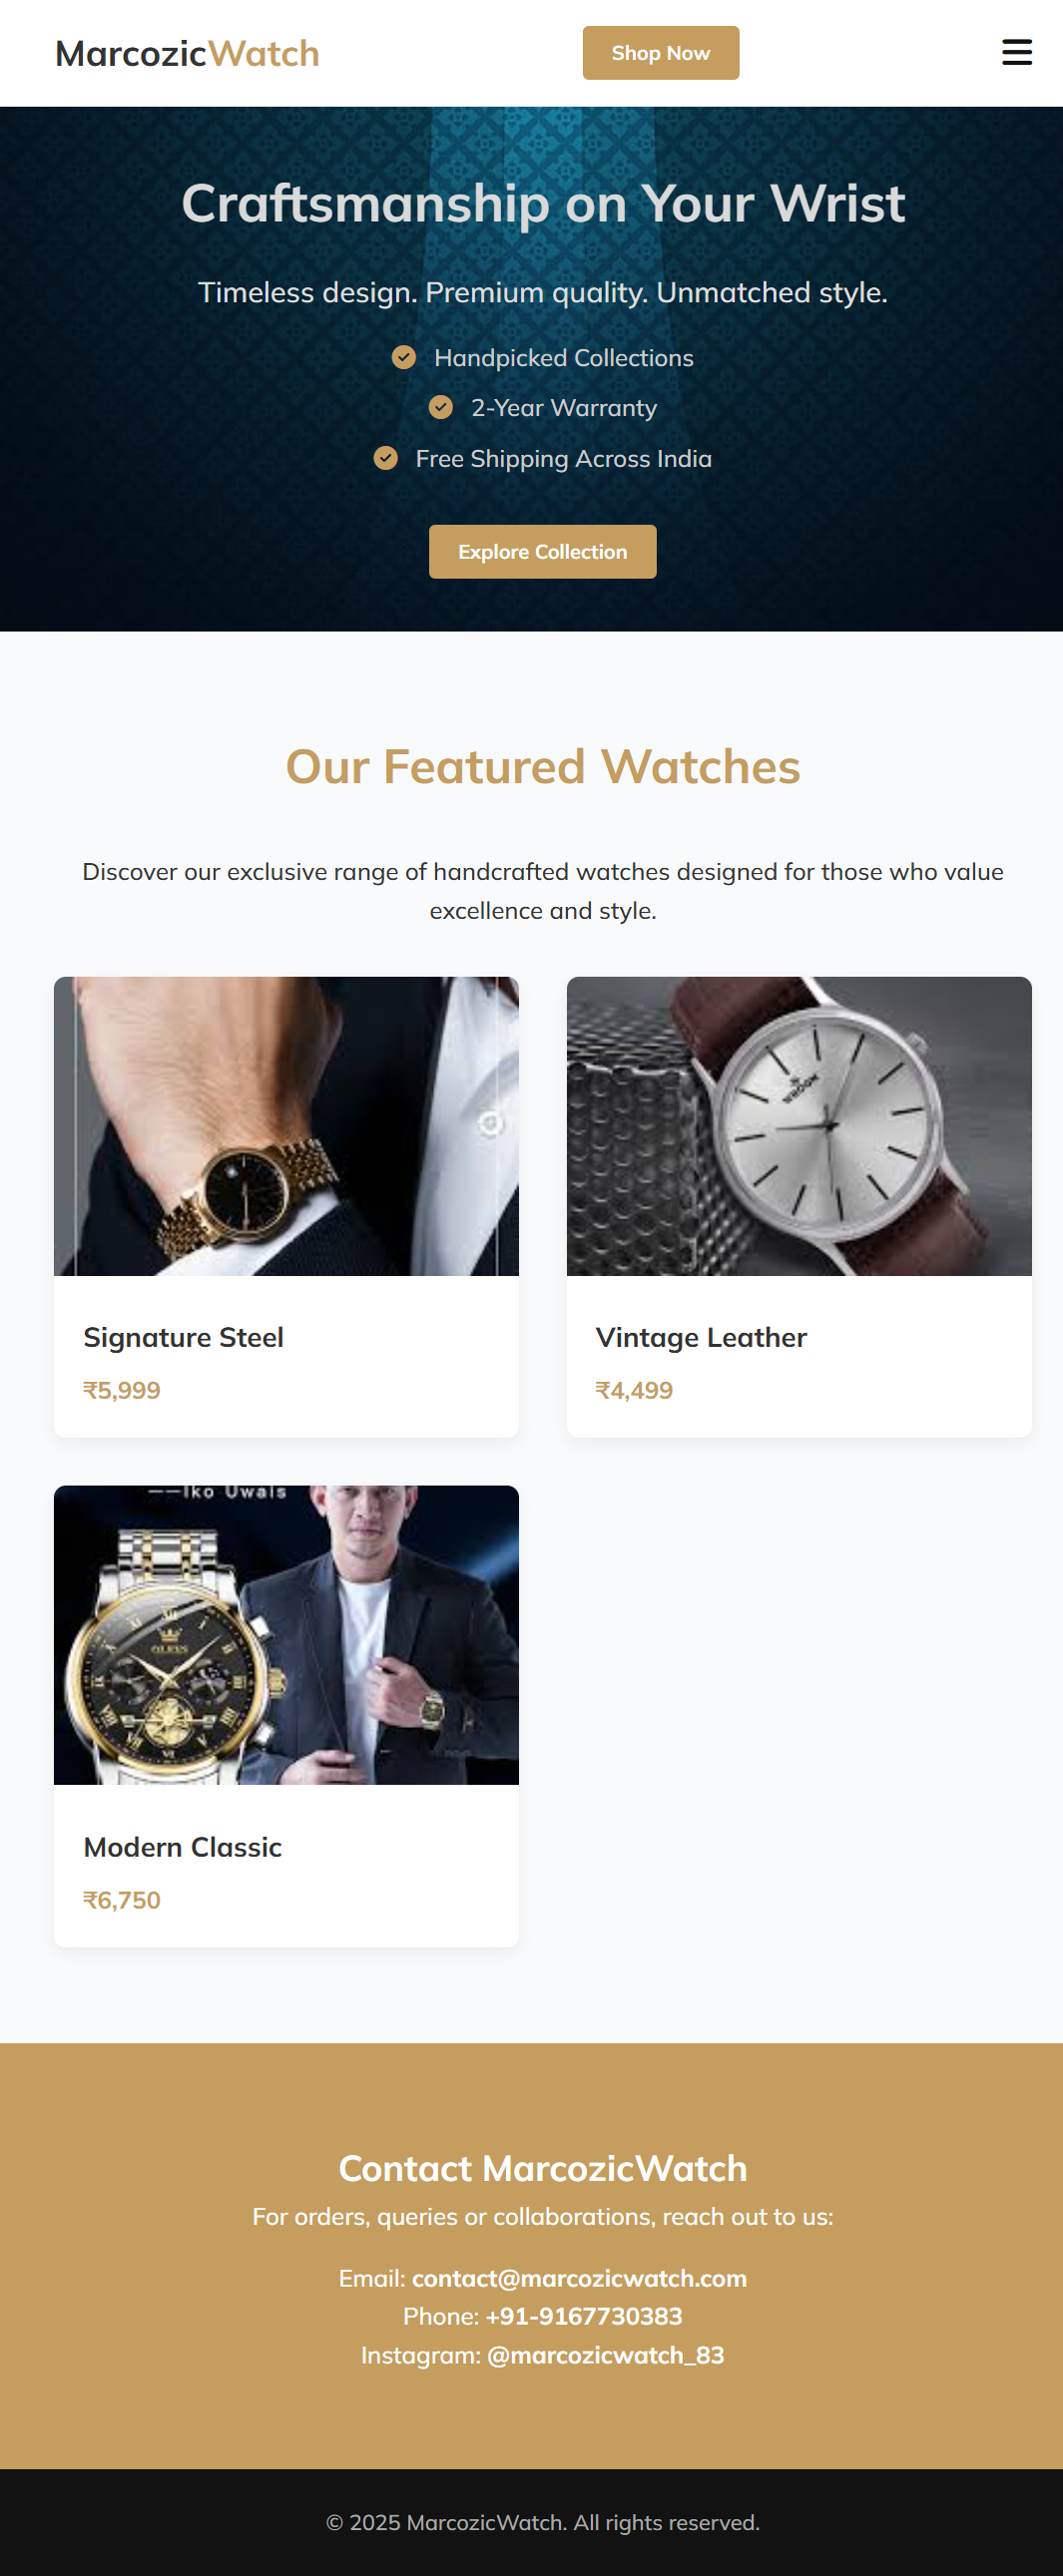 MarcozicWatch
Shop Now
Craftsmanship on Your Wrist
Timeless design. Premium quality. Unmatched style.
Handpicked Collections
2-Year Warranty
Free Shipping Across India
Explore Collection
Our Featured Watches
Discover our exclusive range of handcrafted watches designed for those who value
excellence and style.
Signature Steel
₹5,999
Vintage Leather
₹4,499
——Iko Uwais
OLEVS
Modern Classic
₹6,750
Contact MarcozicWatch
For orders, queries or collaborations, reach out to us:
Email: contact@marcozicwatch.com
Phone: +91-9167730383
Instagram: @marcozicwatch_83
© 2025 MarcozicWatch. All rights reserved.